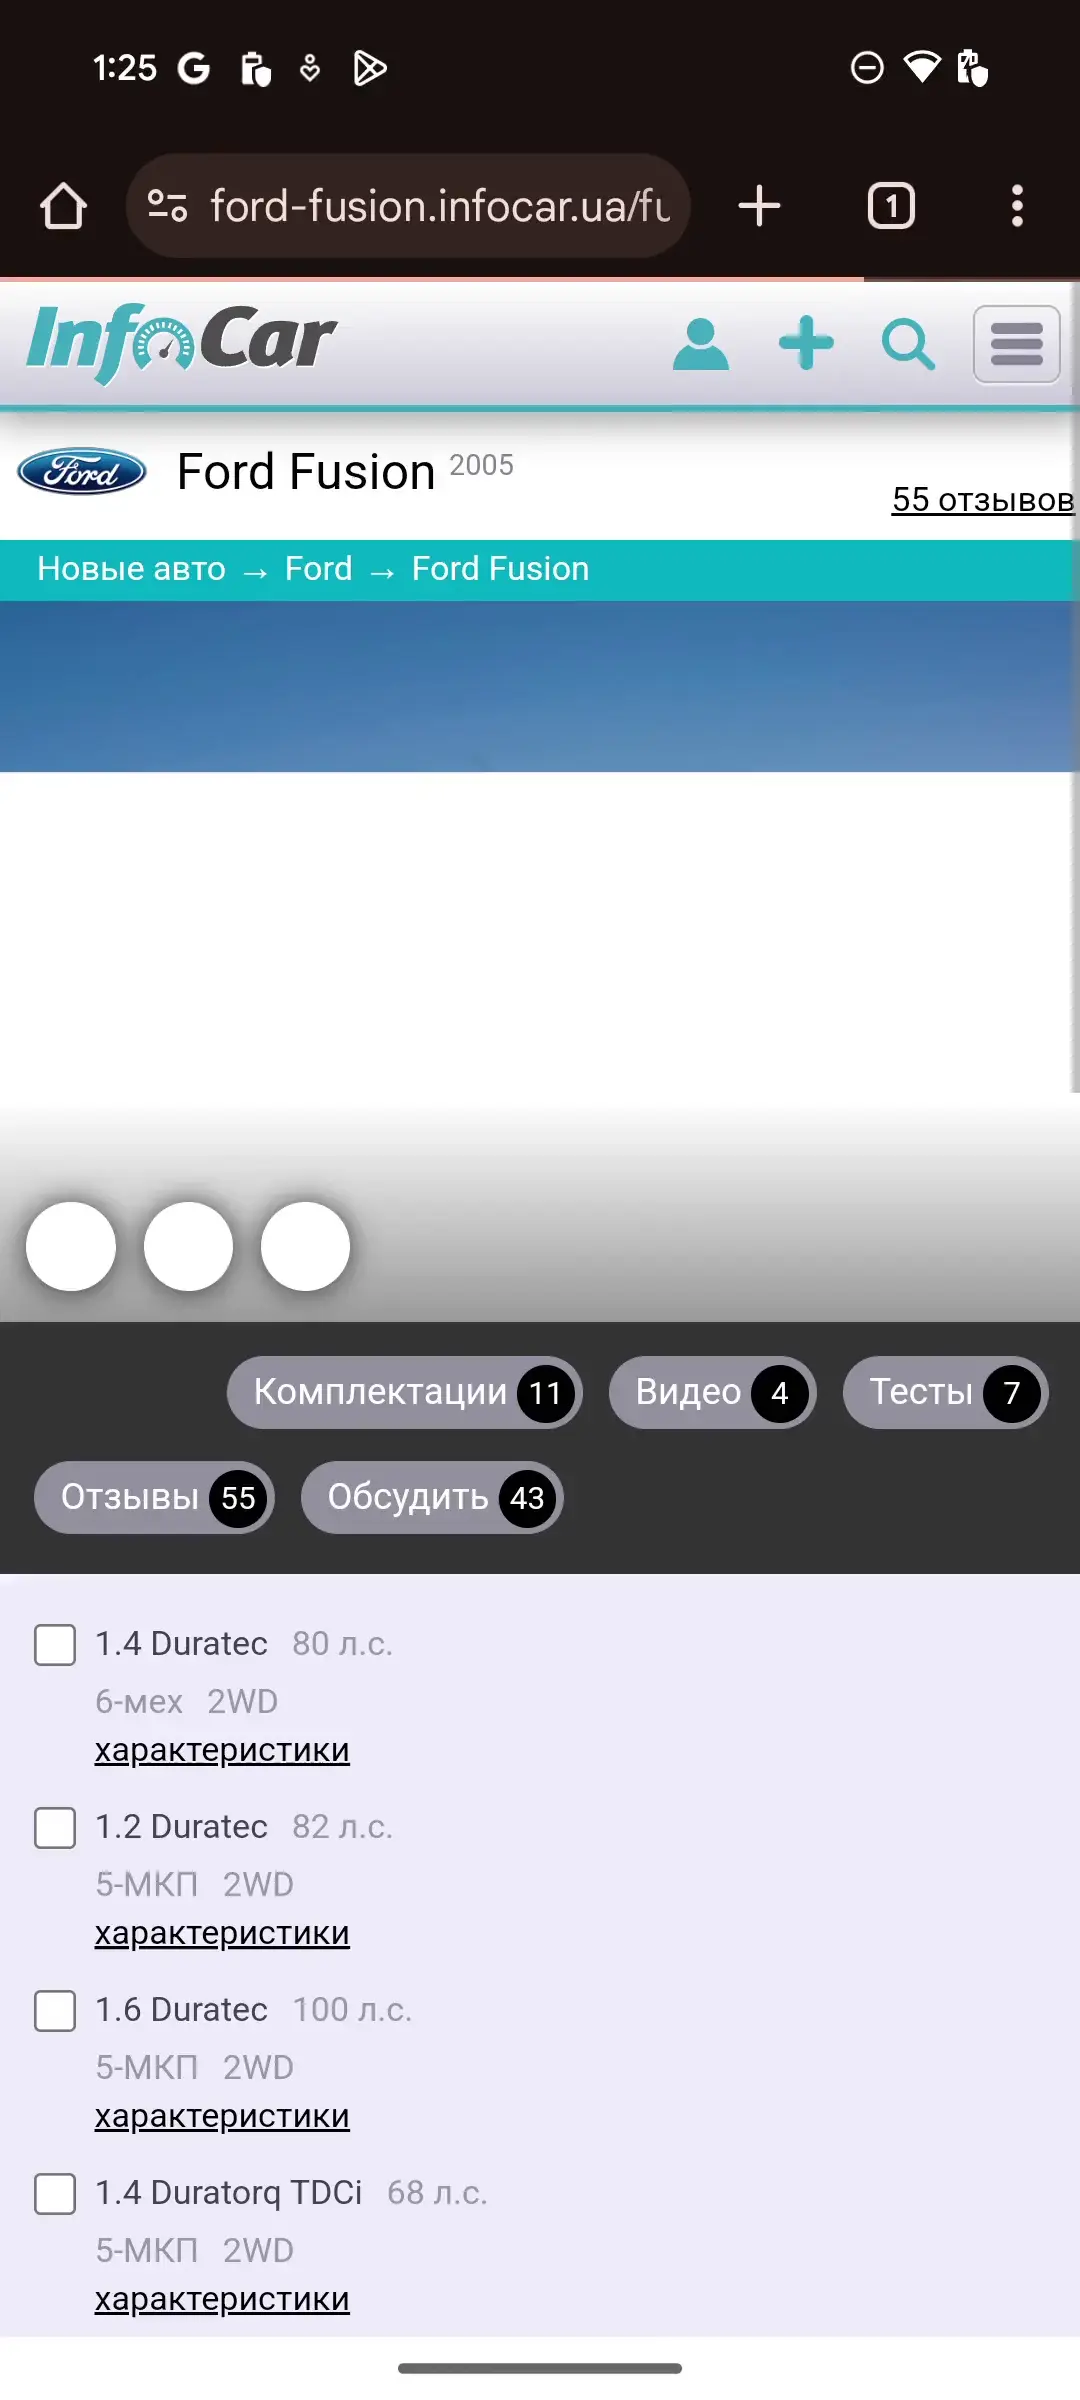 1:25
ford-fusion.infocar.ua/fu
1
InfoCar
Ford
Ford Fusion 2005
55 отзывов
Новые авто → Ford → Ford Fusion
Комплектации 11
Видео 4
Тесты 7
Отзывы 55
Обсудить 43
1.4 Duratec 80 л.с.
6-мех 2WD
характеристики
1.2 Duratec 82 л.с.
5-МКП 2WD
характеристики
1.6 Duratec 100 л.с.
5-МКП 2WD
характеристики
1.4 Duratorq TDCi 68 л.с.
5-МКП 2WD
характеристики